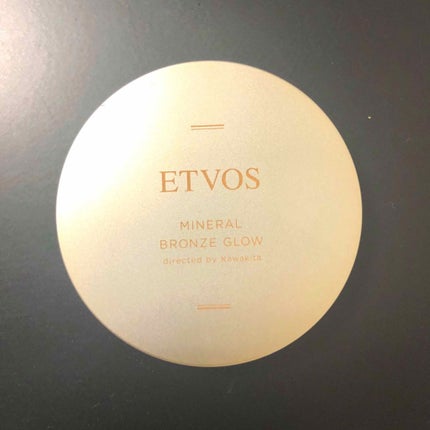 ETVOS
MINERAL
BRONZE GLOW
directed by Kawakita